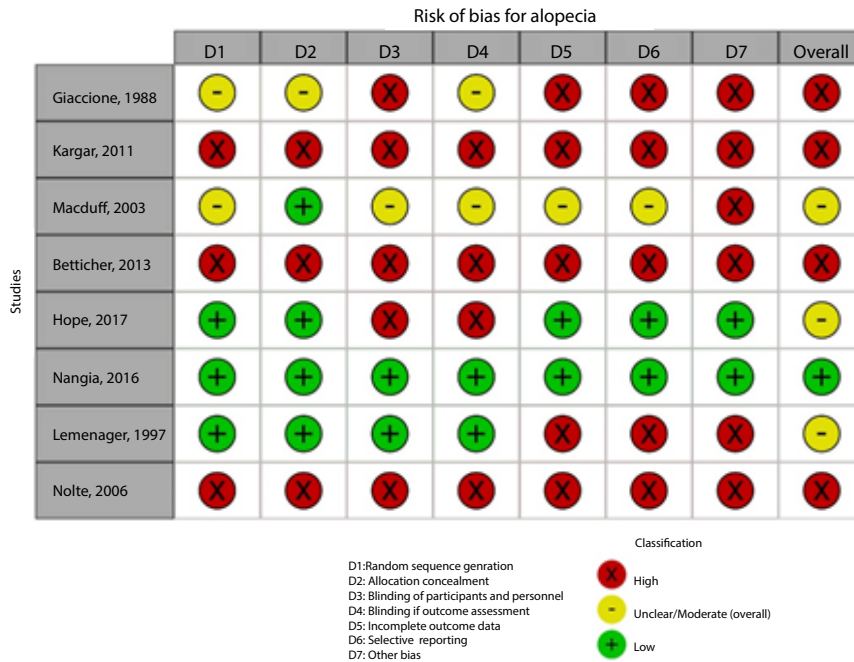 Risk of bias for alopecia
D1 D2 D3 D4 D5 D6 D7 Overall
Studies
Giaccione, 1988 - - X - X X X X
Kargar, 2011 X X X X X X X X
Macduff, 2003 - + - - - - X -
Betticher, 2013 X X X X X X X X
Hope, 2017 + + X X + + + -
Nangia, 2016 + + + + + + + +
Lemenager, 1997 + + + + X X X -
Nolte, 2006 X X X X X X X X
D1:Random sequence genration
D2: Allocation concealment
D3: Blinding of participants and personnel
D4: Blinding if outcome assessment
D5: Incomplete outcome data
D6: Selective reporting
D7: Other bias
Classification
X High
- Unclear/Moderate (overall)
+ Low